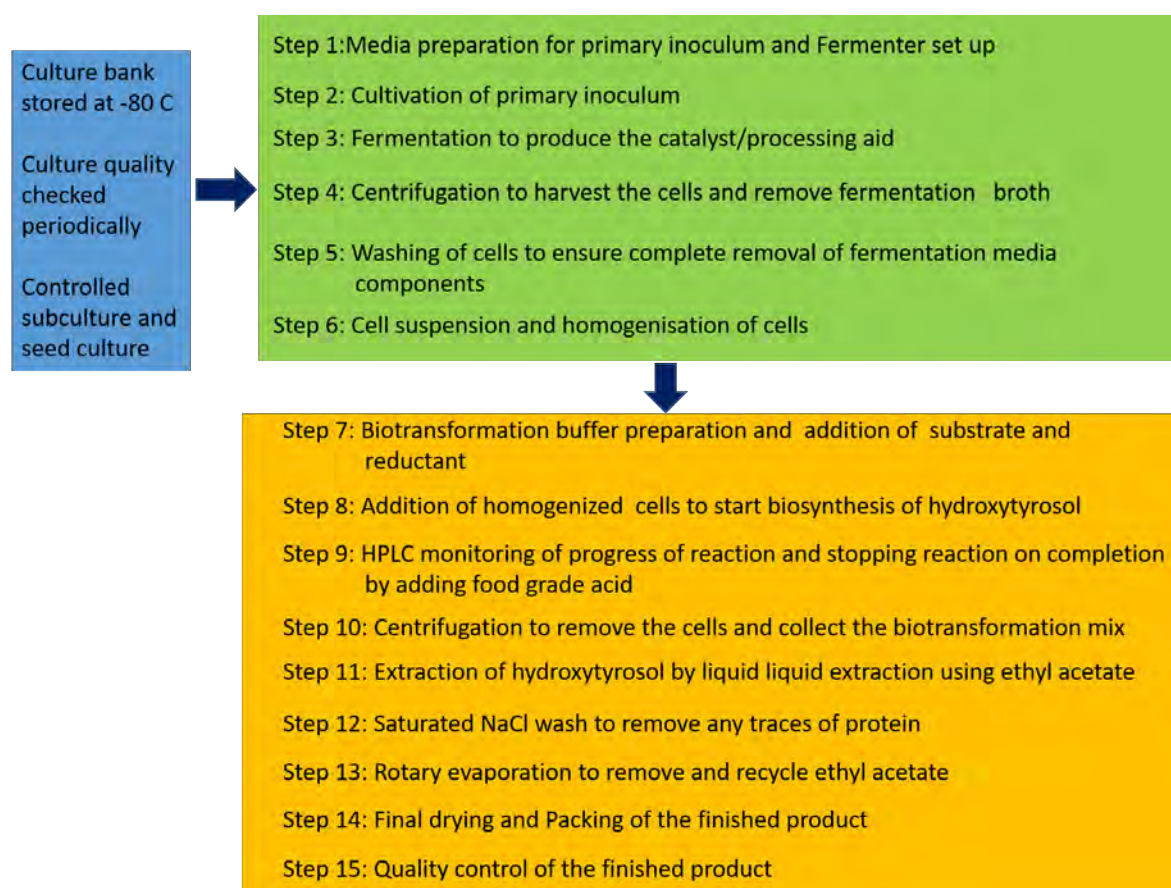 Culture bank
stored at -80 C
Culture quality
checked
periodically
Controlled
subculture and
seed culture
Step 1:Media preparation for primary inoculum and Fermenter set up
Step 2: Cultivation of primary inoculum
Step 3: Fermentation to produce the catalyst/processing aid
Step 4: Centrifugation to harvest the cells and remove fermentation broth
Step 5: Washing of cells to ensure complete removal of fermentation media
components
Step 6: Cell suspension and homogenisation of cells
Step 7: Biotransformation buffer preparation and addition of substrate and
reductant
Step 8: Addition of homogenized cells to start biosynthesis of hydroxytyrosol
Step 9: HPLC monitoring of progress of reaction and stopping reaction on completion
by adding food grade acid
Step 10: Centrifugation to remove the cells and collect the biotransformation mix
Step 11: Extraction of hydroxytyrosol by liquid liquid extraction using ethyl acetate
Step 12: Saturated NaCl wash to remove any traces of protein
Step 13: Rotary evaporation to remove and recycle ethyl acetate
Step 14: Final drying and Packing of the finished product
Step 15: Quality control of the finished product